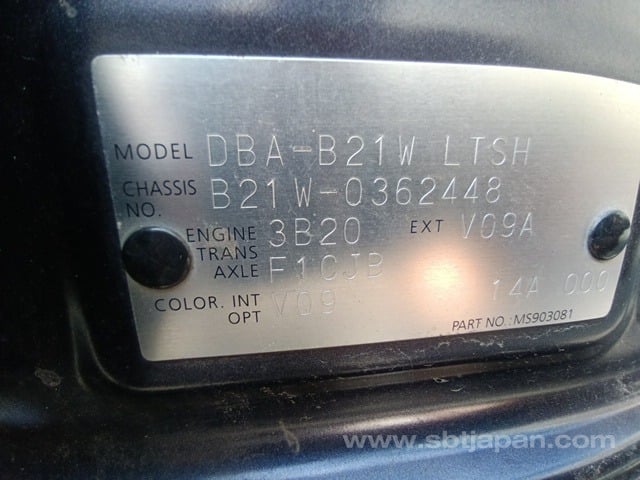 MODEL DBA-B21W LTSH
CHASSIS NO. B21W-0362448
ENGINE 3B20 EXT V09A
TRANS AXLE F1CJB
COLOR. INT V09 14A 000
OPT
PART NO.: MS903081
www.sbtjapan.com